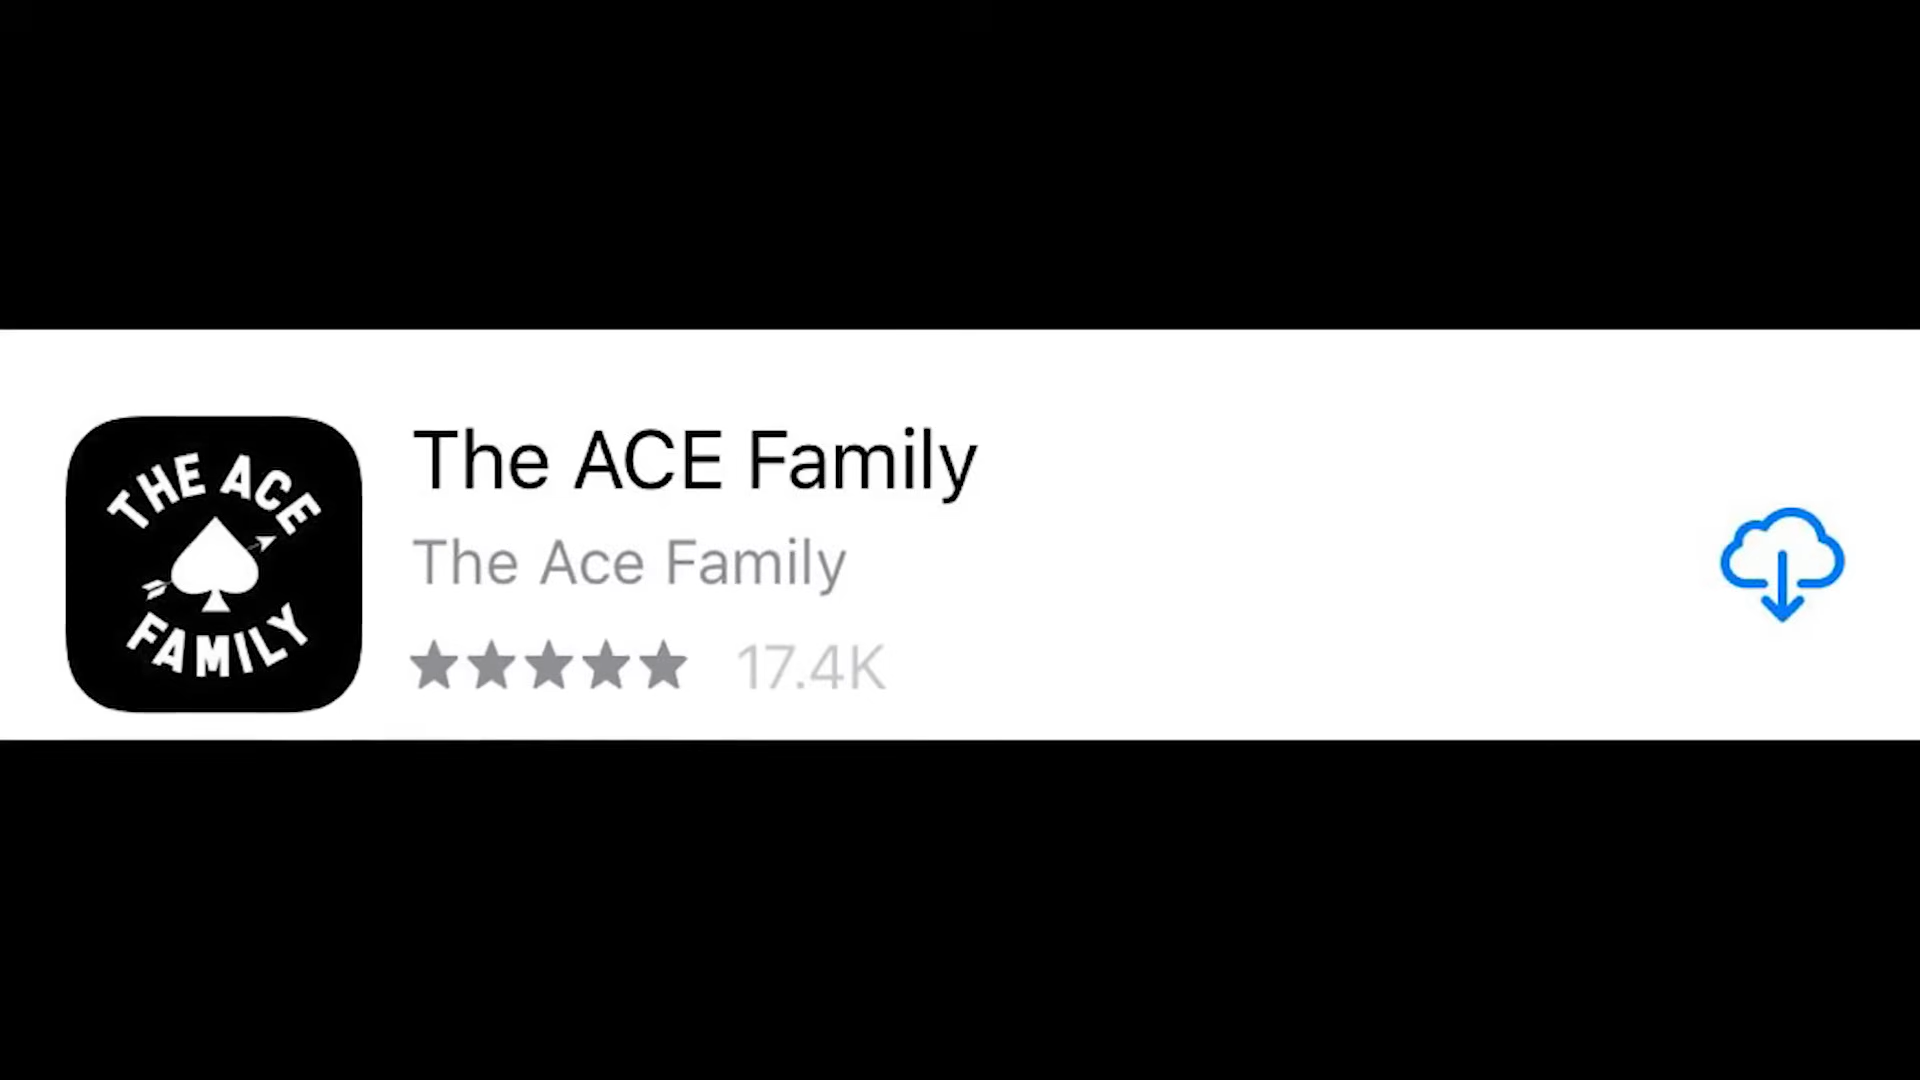 THE ACE
FAMILY
The ACE Family
The Ace Family
17.4K